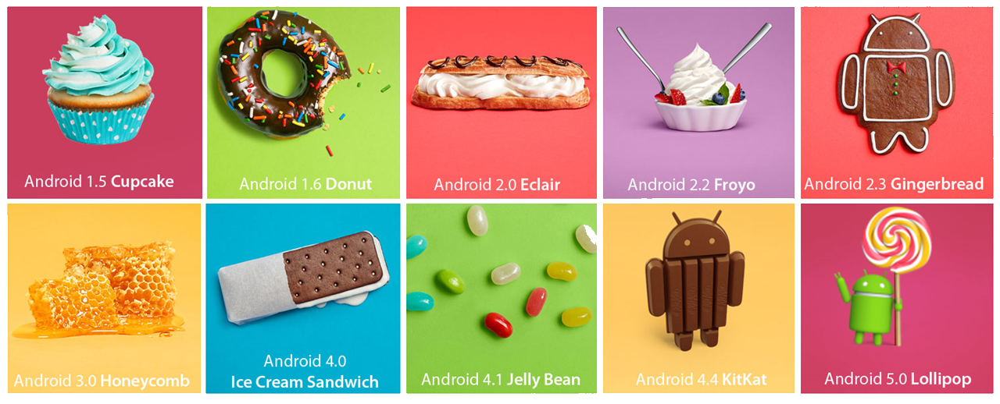 Android 1.5 Cupcake
Android 1.6 Donut
Android 2.0 Eclair
Android 2.2 Froyo
Android 2.3 Gingerbread
Android 3.0 Honeycomb
Android 4.0
Ice Cream Sandwich
Android 4.1 Jelly Bean
Android 4.4 KitKat
Android 5.0 Lollipop